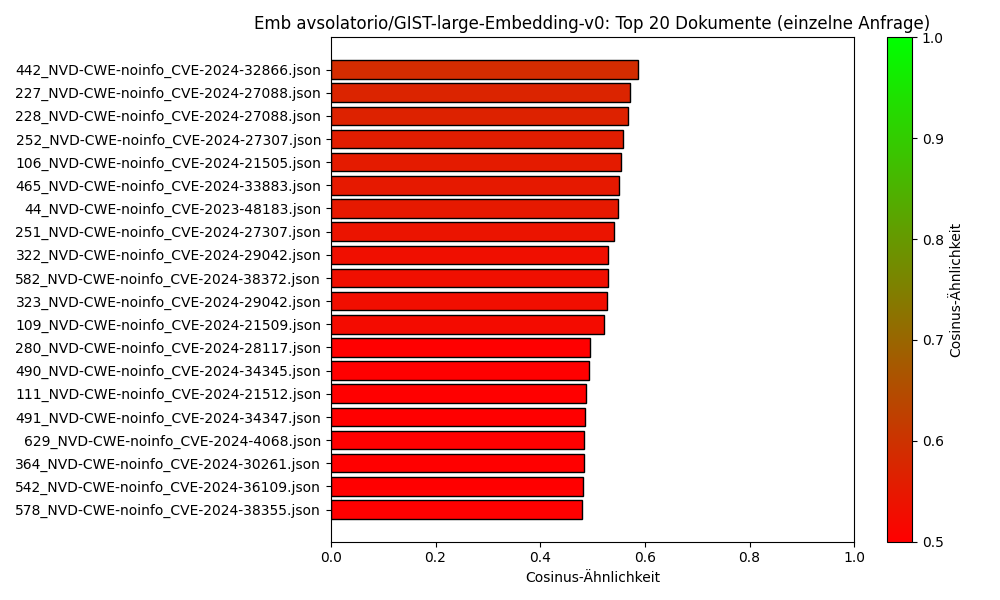 Emb avsolatorio/GIST-large-Embedding-v0: Top 20 Dokumente (einzelne Anfrage)
442_NVD-CWE-noinfo_CVE-2024-32866.json
227_NVD-CWE-noinfo_CVE-2024-27088.json
228_NVD-CWE-noinfo_CVE-2024-27088.json
252_NVD-CWE-noinfo_CVE-2024-27307.json
106_NVD-CWE-noinfo_CVE-2024-21505.json
465_NVD-CWE-noinfo_CVE-2024-33883.json
44_NVD-CWE-noinfo_CVE-2023-48183.json
251_NVD-CWE-noinfo_CVE-2024-27307.json
322_NVD-CWE-noinfo_CVE-2024-29042.json
582_NVD-CWE-noinfo_CVE-2024-38372.json
323_NVD-CWE-noinfo_CVE-2024-29042.json
109_NVD-CWE-noinfo_CVE-2024-21509.json
280_NVD-CWE-noinfo_CVE-2024-28117.json
490_NVD-CWE-noinfo_CVE-2024-34345.json
111_NVD-CWE-noinfo_CVE-2024-21512.json
491_NVD-CWE-noinfo_CVE-2024-34347.json
629_NVD-CWE-noinfo_CVE-2024-4068.json
364_NVD-CWE-noinfo_CVE-2024-30261.json
542_NVD-CWE-noinfo_CVE-2024-36109.json
578_NVD-CWE-noinfo_CVE-2024-38355.json
0.0 0.2 0.4 0.6 0.8 1.0
Cosinus-Ähnlichkeit
1.0
0.9
0.8
0.7
0.6
0.5
Cosinus-Ähnlichkeit